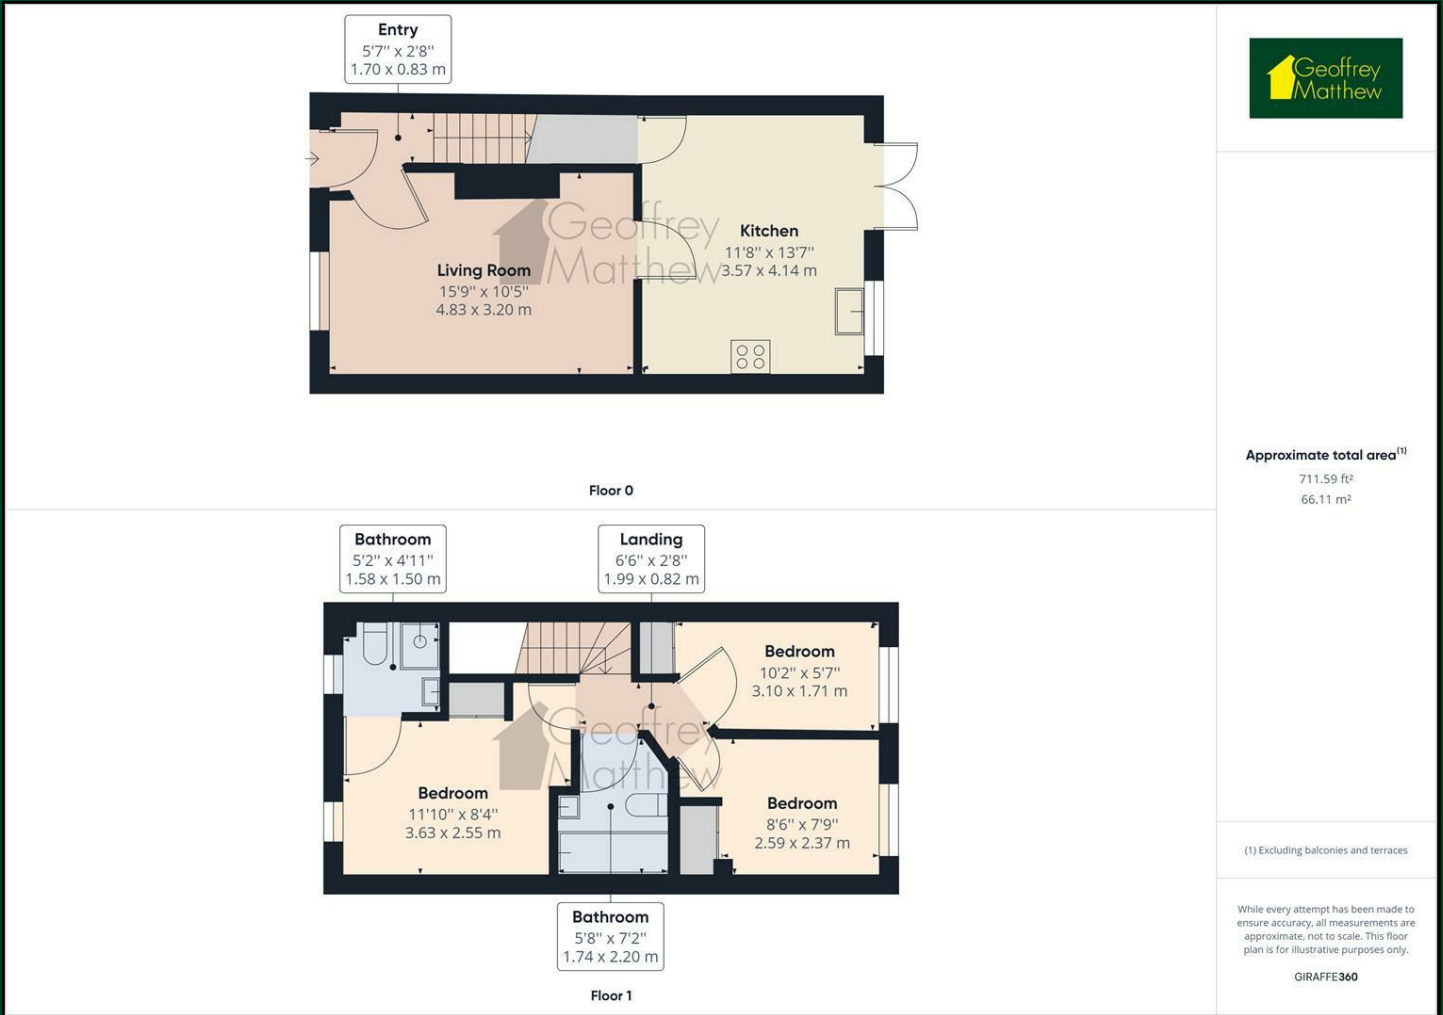 Entry
5'7" x 2'8"
1.70 x 0.83 m
Geoffrey
Matthew
Kitchen
11'8" x 13'7"
3.57 x 4.14 m
Living Room
15'9" x 10'5"
4.83 x 3.20 m
Geoffrey
Matthew
Floor 0
Approximate total area(1)
711.59 ft²
66.11 m²
Bathroom
5'2" x 4'11"
1.58 x 1.50 m
Landing
6'6" x 2'8"
1.99 x 0.82 m
Bedroom
10'2" x 5'7"
3.10 x 1.71 m
Geoffrey
Matthew
Bedroom
11'10" x 8'4"
3.63 x 2.55 m
Bedroom
8'6" x 7'9"
2.59 x 2.37 m
Bathroom
5'8" x 7'2"
1.74 x 2.20 m
Floor 1
(1) Excluding balconies and terraces
While every attempt has been made to
ensure accuracy, all measurements are
approximate, not to scale. This floor
plan is for illustrative purposes only.
GIRAFFE360